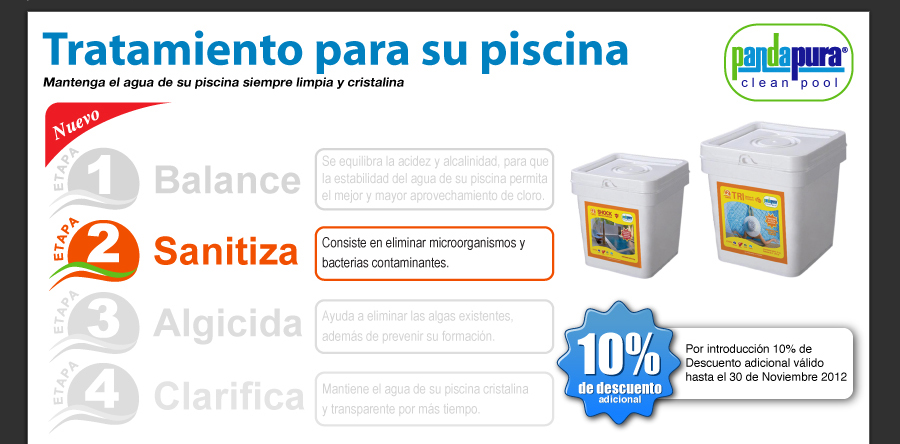 Tratamiento para su piscina
Mantenga el agua de su piscina siempre limpia y cristalina
pandapura®
clean pool
Nuevo
ETAPA 1
Balance
Se equilibra la acidez y alcalinidad, para que
la estabilidad del agua de su piscina permita
el mejor y mayor aprovechamiento de cloro.
ETAPA 2
Sanitiza
Consiste en eliminar microorganismos y
bacterias contaminantes.
ETAPA 3
Algicida
Ayuda a eliminar las algas existentes,
además de prevenir su formación.
ETAPA 4
Clarifica
Mantiene el agua de su piscina cristalina
y transparente por más tiempo.
SHOCK
TRI
10%
de descuento
adicional
Por introducción 10% de
Descuento adicional válido
hasta el 30 de Noviembre 2012